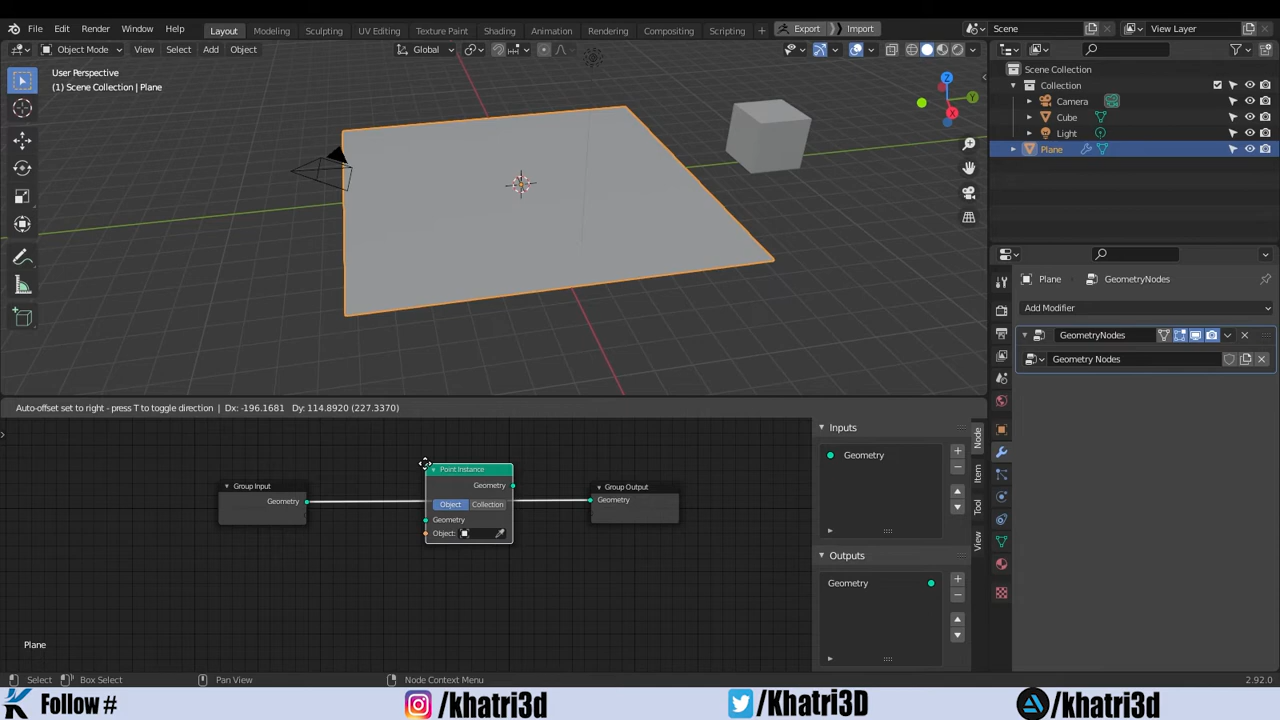 File Edit Render Window Help Layout Modeling Sculpting UV Editing Texture Paint Shading Animation Rendering Compositing Scripting + Export Import Scene View Layer
Object Mode View Select Add Object Global
User Perspective
(1) Scene Collection | Plane
Z
Y
X
Scene Collection
Collection
Camera
Cube
Light
Plane
Plane GeometryNodes
Add Modifier
GeometryNodes
Geometry Nodes
Auto-offset set to right - press T to toggle direction | Dx: -196.1681 Dy: 114.8920 (227.3370)
Group Input
Geometry
Point Instance
Geometry
Object Collection
Geometry
Object:
Group Output
Geometry
Inputs
Geometry
Outputs
Geometry
Node
Item
Tool
View
Plane
Select Box Select Pan View Node Context Menu 2.92.0
Follow # /khatri3d /Khatri3D /khatri3d